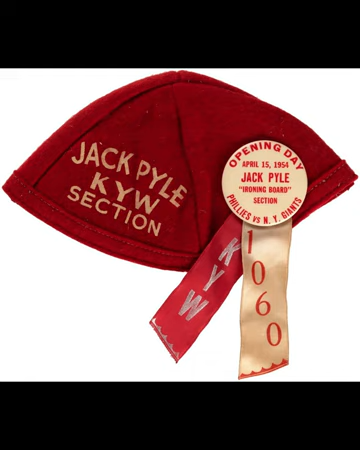 JACK PYLE
KYW
SECTION
OPENING DAY
APRIL 15, 1954
JACK PYLE
"IRONING BOARD"
SECTION
PHILLIES VS N.Y. GIANTS
KYW
1060